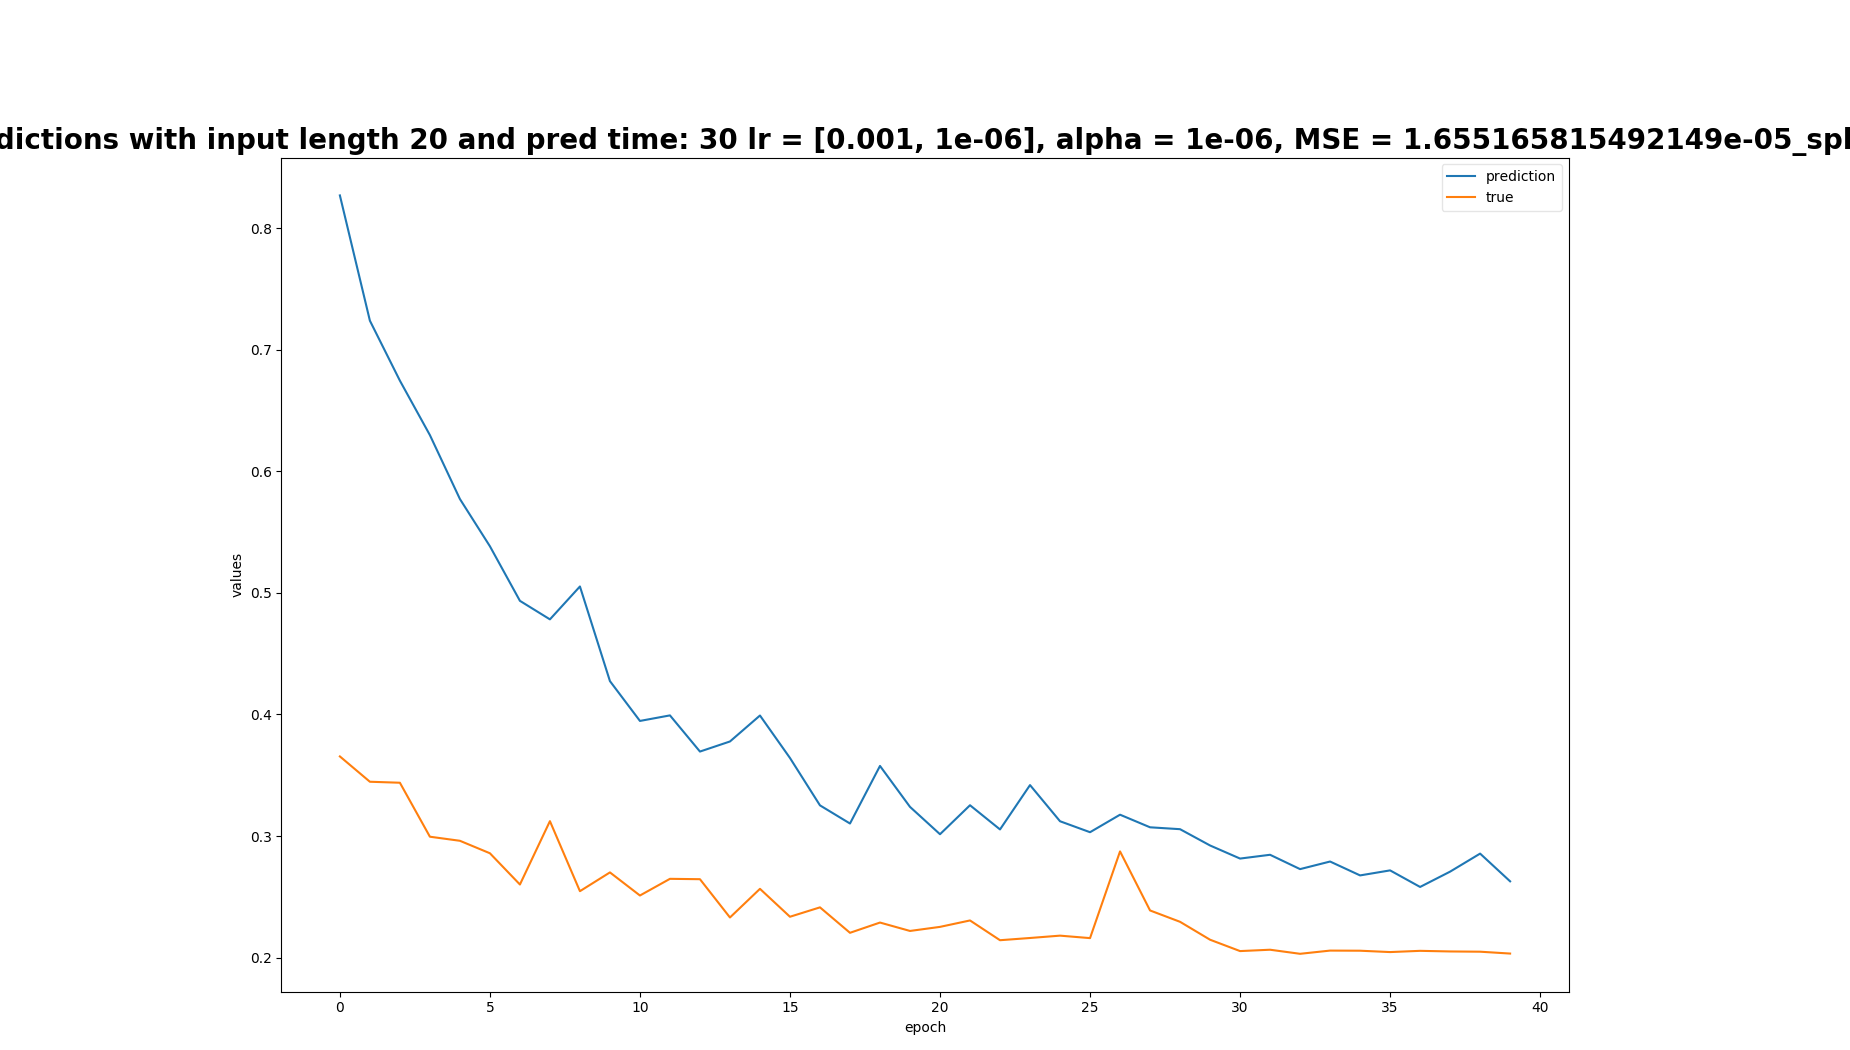 dictions with input length 20 and pred time: 30 lr = [0.001, 1e-06], alpha = 1e-06, MSE = 1.655165815492149e-05_spl
prediction
true
0.8
0.7
0.6
0.5
0.4
0.3
0.2
values
0 5 10 15 20 25 30 35 40
epoch